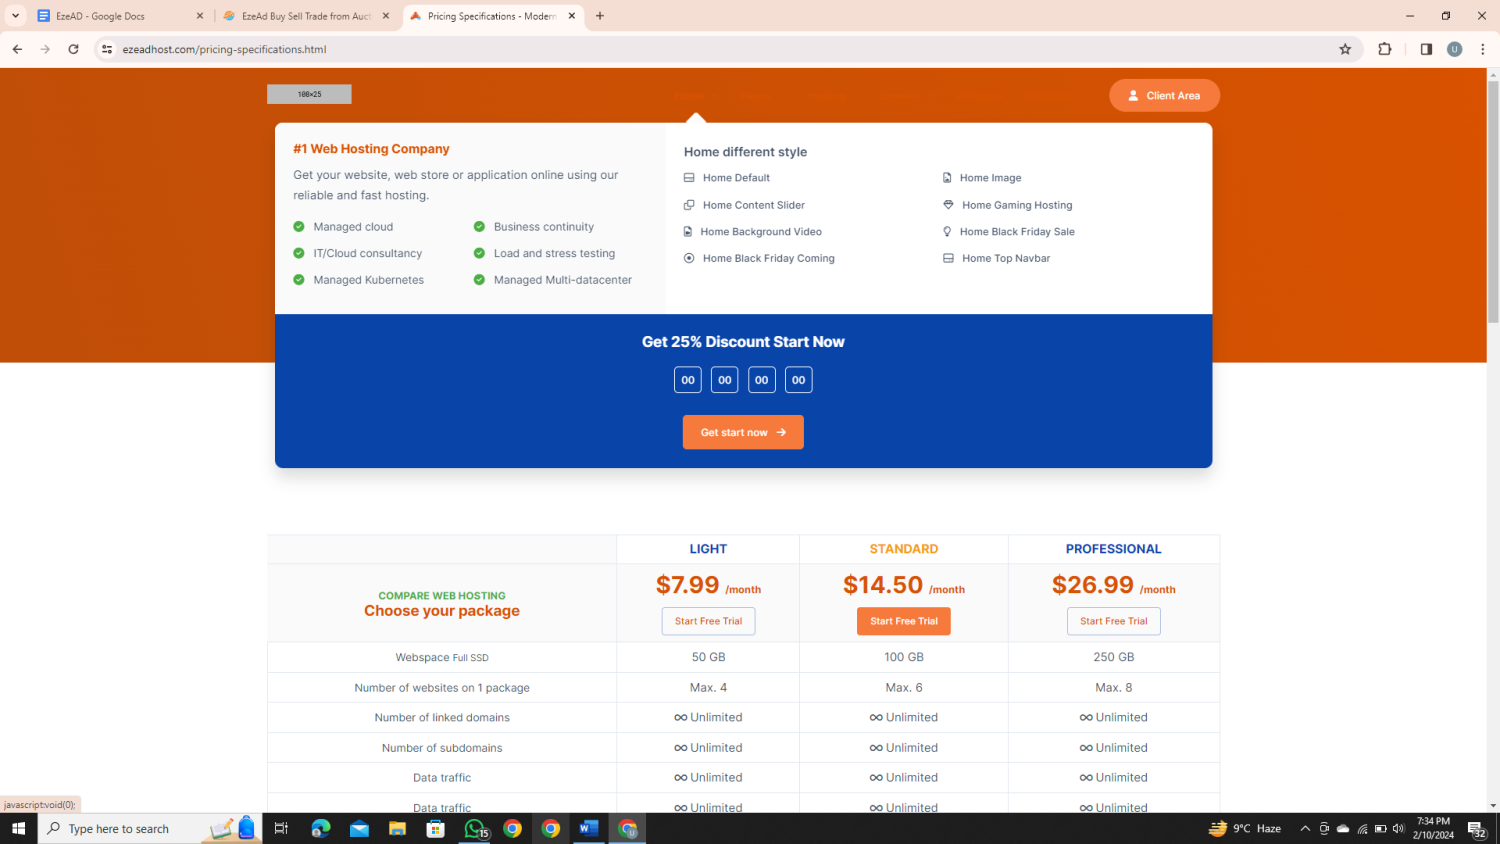 EzeAD - Google Docs
EzeAd Buy Sell Trade from Auct
Pricing Specifications - Modern
ezeadhost.com/pricing-specifications.html
U
108×25
Client Area
#1 Web Hosting Company
Get your website, web store or application online using our
reliable and fast hosting.
Managed cloud
Business continuity
IT/Cloud consultancy
Load and stress testing
Managed Kubernetes
Managed Multi-datacenter
Home different style
Home Default
Home Image
Home Content Slider
Home Gaming Hosting
Home Background Video
Home Black Friday Sale
Home Black Friday Coming
Home Top Navbar
Get 25% Discount Start Now
00 00 00 00
Get start now
LIGHT STANDARD PROFESSIONAL
COMPARE WEB HOSTING
Choose your package
$7.99 /month $14.50 /month $26.99 /month
Start Free Trial Start Free Trial Start Free Trial
Webspace Full SSD 50 GB 100 GB 250 GB
Number of websites on 1 package Max. 4 Max. 6 Max. 8
Number of linked domains ∞ Unlimited ∞ Unlimited ∞ Unlimited
Number of subdomains ∞ Unlimited ∞ Unlimited ∞ Unlimited
Data traffic ∞ Unlimited ∞ Unlimited ∞ Unlimited
Data traffic ∞ Unlimited ∞ Unlimited ∞ Unlimited
javascript:void(0);
Type here to search
15
9°C Haze
7:34 PM
2/10/2024
32